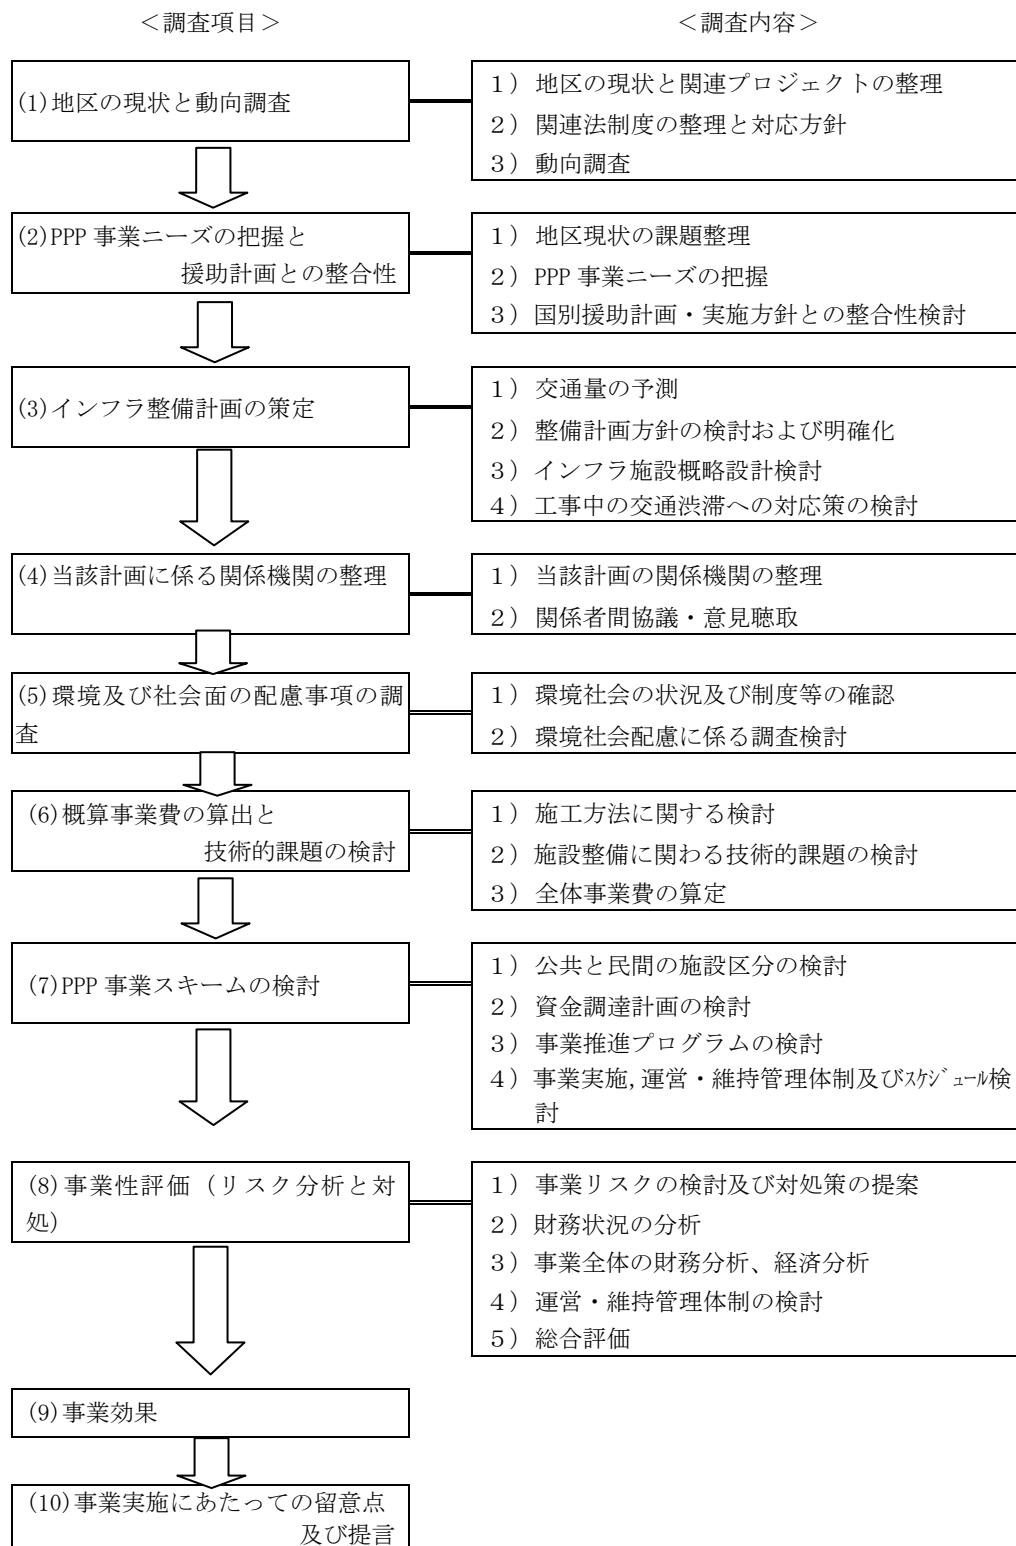 ＜調査項目＞
＜調査内容＞
(1)地区の現状と動向調査
１） 地区の現状と関連プロジェクトの整理
２） 関連法制度の整理と対応方針
３） 動向調査
(2)PPP 事業ニーズの把握と
援助計画との整合性
１） 地区現状の課題整理
２） PPP 事業ニーズの把握
３） 国別援助計画・実施方針との整合性検討
(3)インフラ整備計画の策定
１） 交通量の予測
２） 整備計画方針の検討および明確化
３） インフラ施設概略設計検討
４） 工事中の交通渋滞への対応策の検討
(4)当該計画に係る関係機関の整理
１） 当該計画の関係機関の整理
２） 関係者間協議・意見聴取
(5)環境及び社会面の配慮事項の調
査
１） 環境社会の状況及び制度等の確認
２） 環境社会配慮に係る調査検討
(6)概算事業費の算出と
技術的課題の検討
１） 施工方法に関する検討
２） 施設整備に関わる技術的課題の検討
３） 全体事業費の算定
(7)PPP 事業スキームの検討
１） 公共と民間の施設区分の検討
２） 資金調達計画の検討
３） 事業推進プログラムの検討
４） 事業実施,運営・維持管理体制及びｽｹｼﾞｭｰﾙ検
討
(8)事業性評価（リスク分析と対
処）
１） 事業リスクの検討及び対処策の提案
２） 財務状況の分析
３） 事業全体の財務分析、経済分析
４） 運営・維持管理体制の検討
５） 総合評価
(9)事業効果
(10)事業実施にあたっての留意点
及び提言